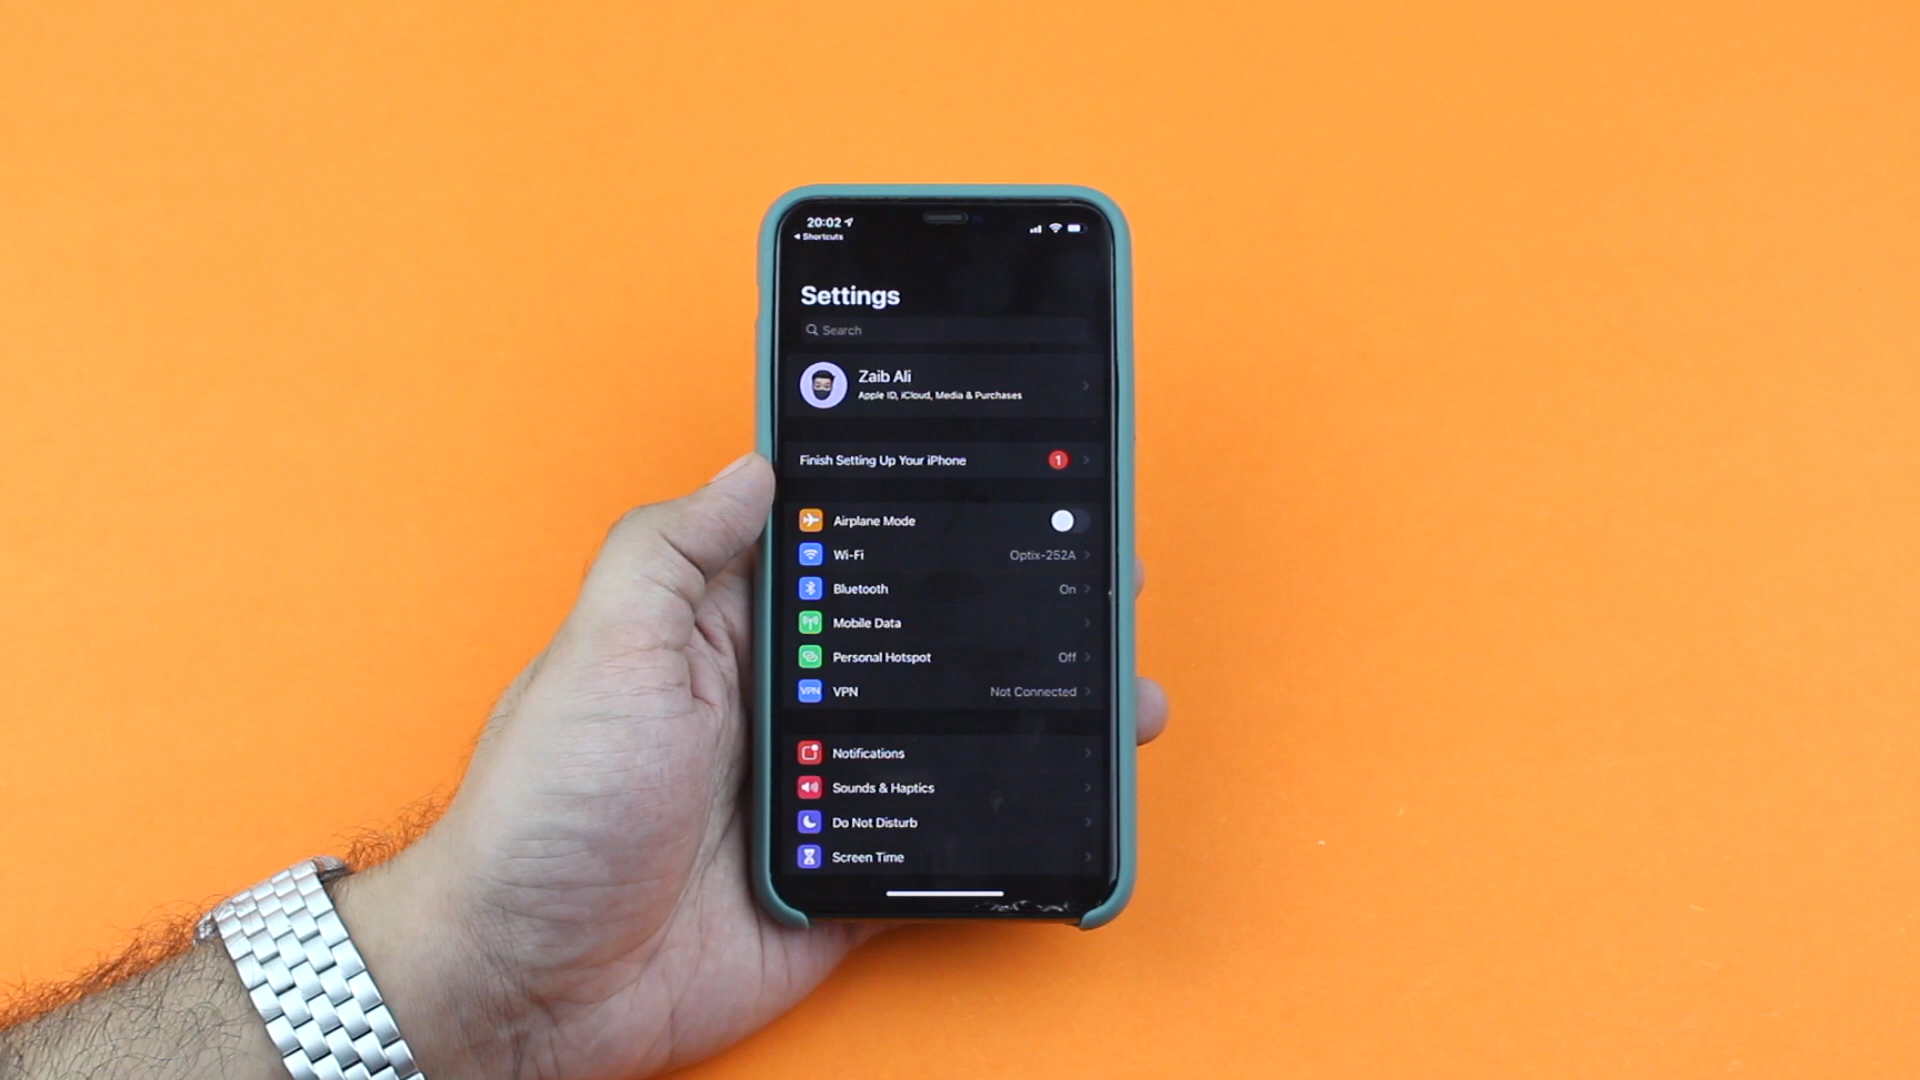 20:02
Shortcuts
Settings
Search
Zaib Ali
Apple ID, iCloud, Media & Purchases
Finish Setting Up Your iPhone 1
Airplane Mode
Wi-Fi Optix-252A
Bluetooth On
Mobile Data
Personal Hotspot Off
VPN VPN Not Connected
Notifications
Sounds & Haptics
Do Not Disturb
Screen Time